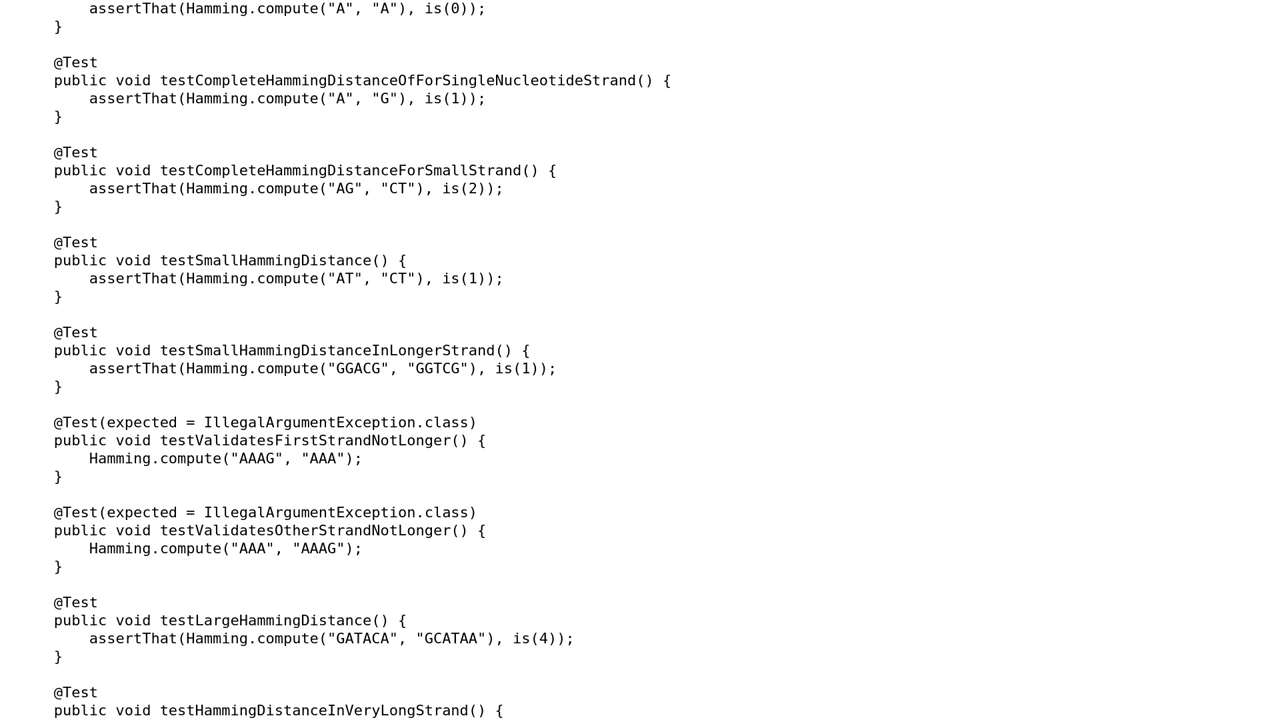 assertThat(Hamming.compute("A", "A"), is(0));
}
@Test
public void testCompleteHammingDistanceOfForSingleNucleotideStrand() {
assertThat(Hamming.compute("A", "G"), is(1));
}
@Test
public void testCompleteHammingDistanceForSmallStrand() {
assertThat(Hamming.compute("AG", "CT"), is(2));
}
@Test
public void testSmallHammingDistance() {
assertThat(Hamming.compute("AT", "CT"), is(1));
}
@Test
public void testSmallHammingDistanceInLongerStrand() {
assertThat(Hamming.compute("GGACG", "GGTCG"), is(1));
}
@Test(expected = IllegalArgumentException.class)
public void testValidatesFirstStrandNotLonger() {
Hamming.compute("AAAG", "AAA");
}
@Test(expected = IllegalArgumentException.class)
public void testValidatesOtherStrandNotLonger() {
Hamming.compute("AAA", "AAAG");
}
@Test
public void testLargeHammingDistance() {
assertThat(Hamming.compute("GATACA", "GCATAA"), is(4));
}
@Test
public void testHammingDistanceInVeryLongStrand() {